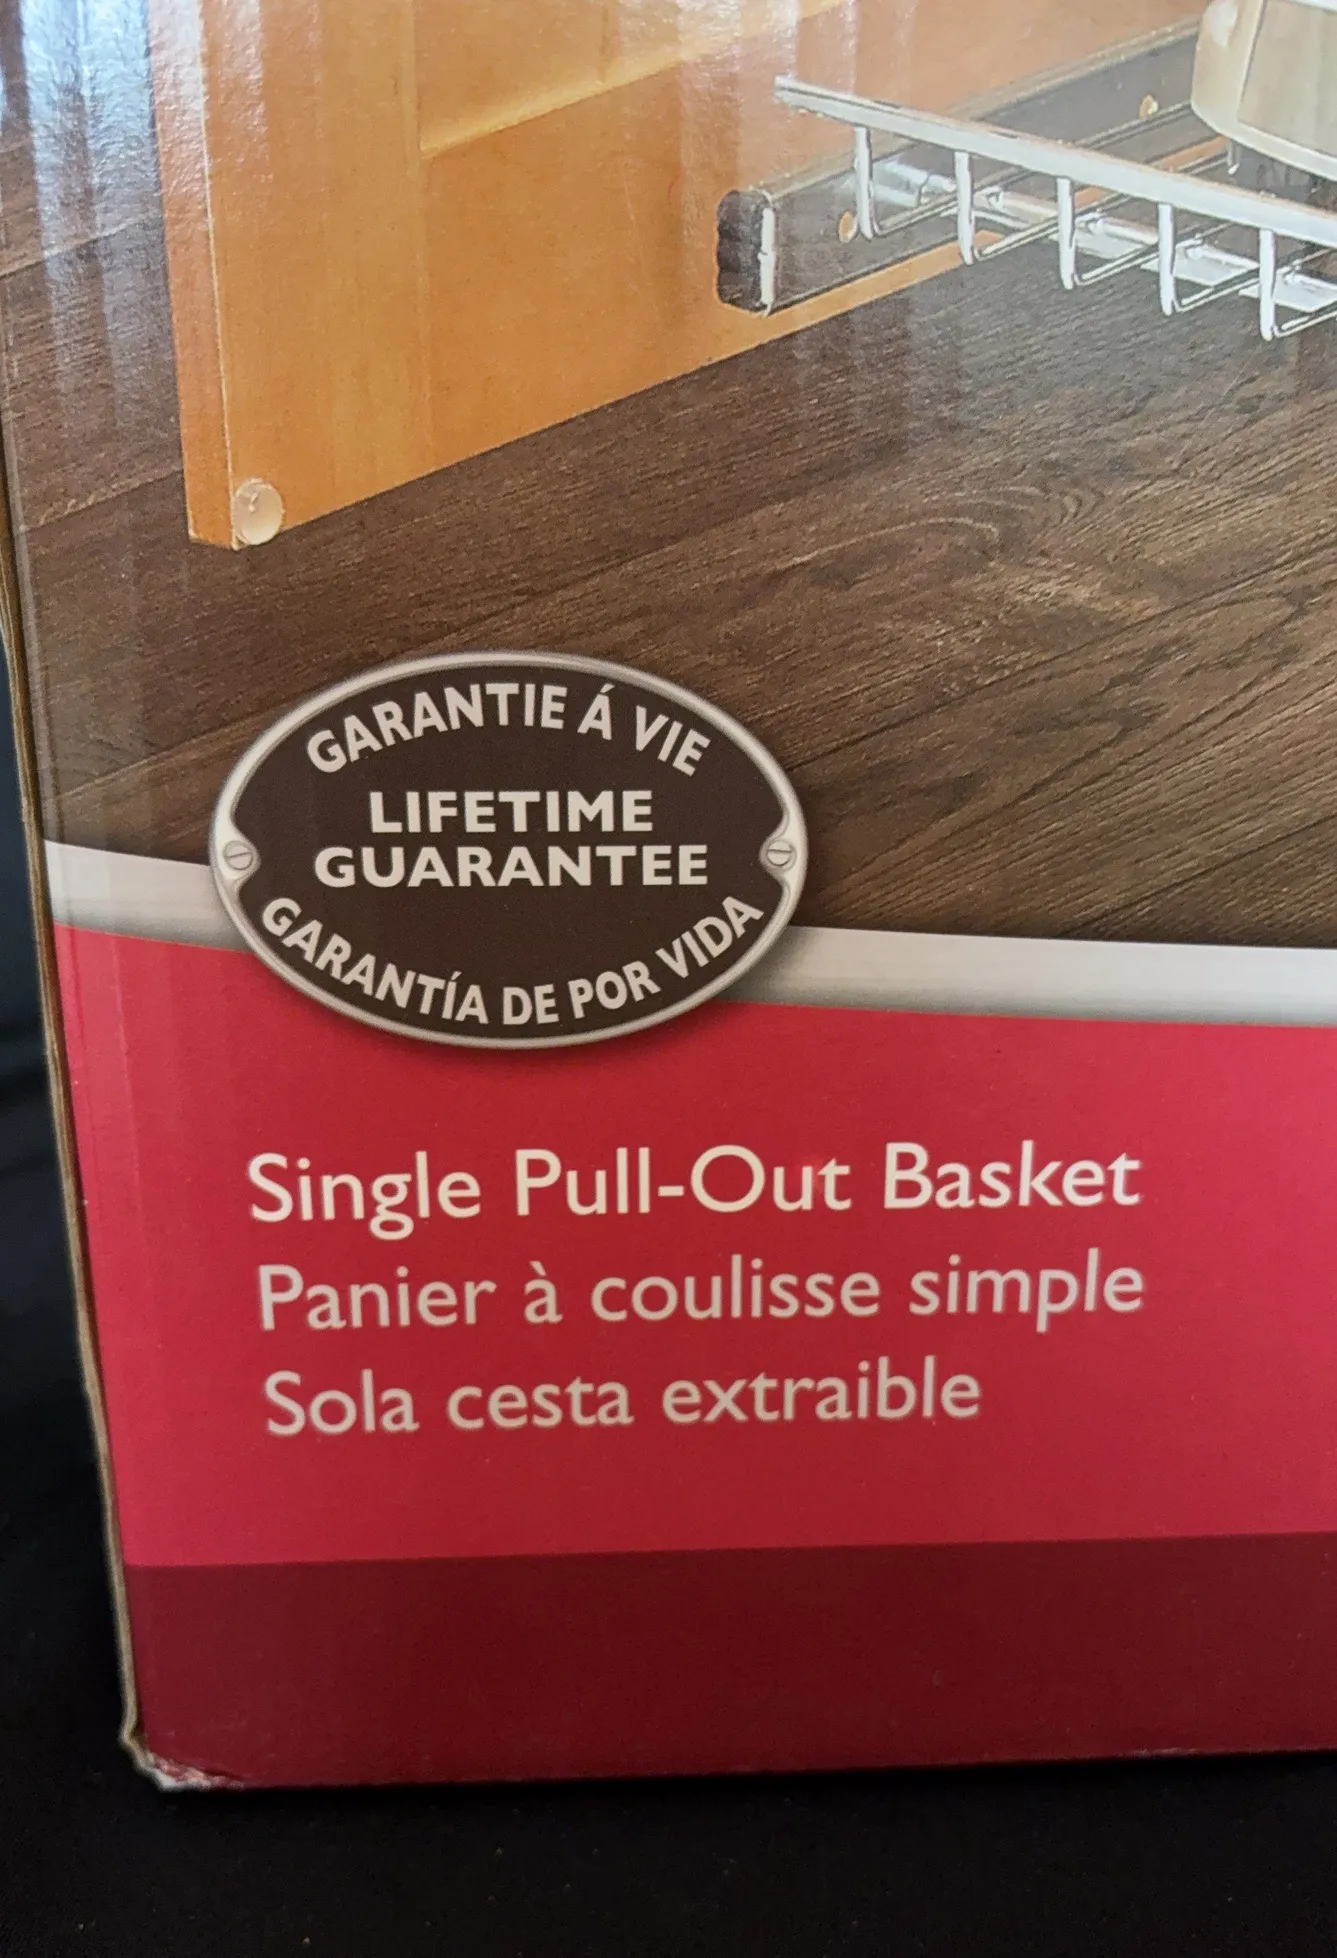 GARANTIE Á VIE
LIFETIME
GUARANTEE
GARANTÍA DE POR VIDA
Single Pull-Out Basket
Panier à coulisse simple
Sola cesta extraible